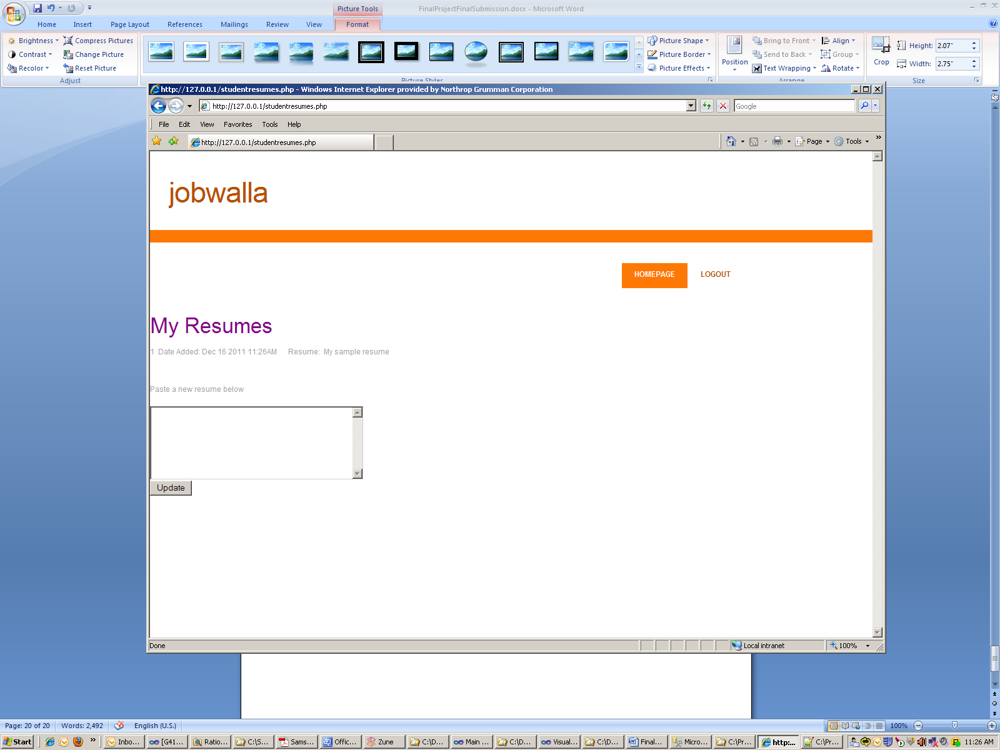 Picture Tools
FinalProjectFinalSubmission.docx - Microsoft Word
Home Insert Page Layout References Mailings Review View Format
Brightness Compress Pictures
Contrast Change Picture
Recolor Reset Picture
Adjust
Picture Styles
Picture Shape
Picture Border
Picture Effects
Position
Bring to Front
Send to Back
Text Wrapping
Align
Group
Rotate
Arrange
Crop
Height: 2.07"
Width: 2.75"
Size
http://127.0.0.1/studentresumes.php - Windows Internet Explorer provided by Northrop Grumman Corporation
http://127.0.0.1/studentresumes.php
Google
File Edit View Favorites Tools Help
http://127.0.0.1/studentresumes.php
Page Tools
jobwalla
HOMEPAGE LOGOUT
My Resumes
1 Date Added: Dec 16 2011 11:26AM Resume: My sample resume
Paste a new resume below
Update
Done
Local intranet
100%
Page: 20 of 20 Words: 2,492 English (U.S.)
100%
Start
Inbo... [G41... Ratio... C:\S... Sams... Offic... Zune C:\D... Main ... C:\D... Visual... C:\D... Final... Micro... C:\Pr... http:... C:\Pr...
11:26 AM